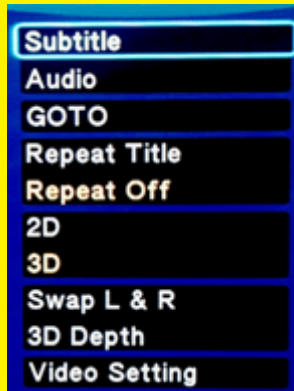 Subtitle
Audio
GOTO
Repeat Title
Repeat Off
2D
3D
Swap L & R
3D Depth
Video Setting